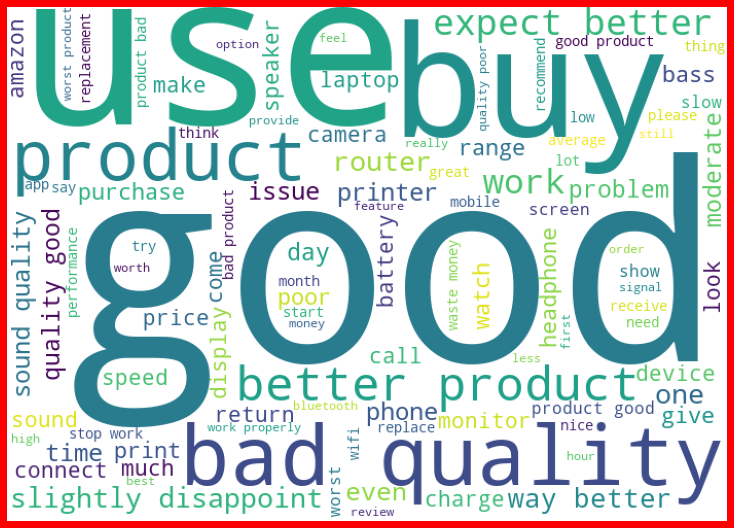 use
buy
expect better
good product
thing
amazon
worst product
replacement
product bad
make
speaker
option
feel
laptop
provide
quality poor
recommend
bass
slow
low
please
average
still
think
camera
really
range
product
router
great
lot
app
say
purchase
issue
printer
work
problem
moderate
feature
mobile
screen
good
sound quality
quality good
performance
try
worth
come
bad product
day
battery
month
poor
start
money
waste money
watch
headphone
order
show
signal
receive
need
look
price
first
display
call
less
speed
better product
device
one
sound
return
bluetooth
phone
monitor
product good
nice
give
high
stop work
work properly
replace
time
print
wifi
bad quality
hour
connect
much
best
worst
slightly disappoint
even
charge
way better
review